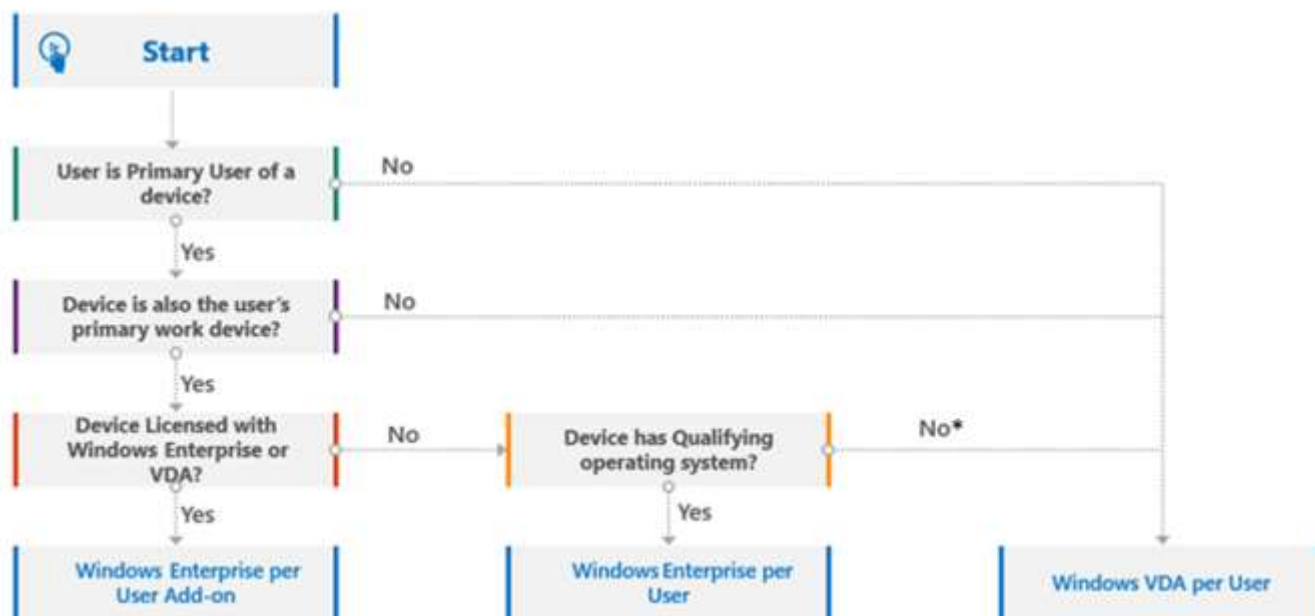 Start
User is Primary User of a
device?
No
Yes
Device is also the user's
primary work device?
No
Yes
Device Licensed with
Windows Enterprise or
VDA?
No
Device has Qualifying
operating system?
No*
Yes
Yes
Windows Enterprise per
User Add-on
Windows Enterprise per
User
Windows VDA per User